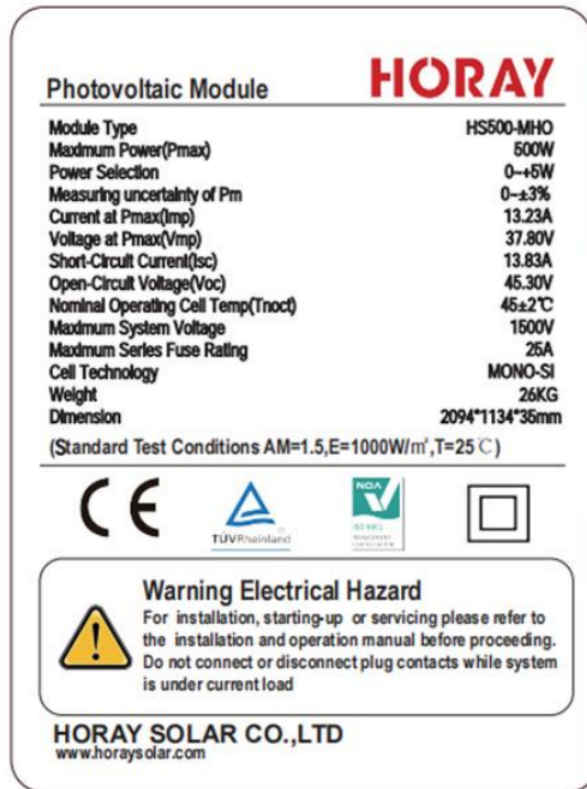 HORAY
Photovoltaic Module
Module Type HS500-MHO
Maximum Power(Pmax) 500W
Power Selection 0~+5W
Measuring uncertainty of Pm 0~±3%
Current at Pmax(Imp) 13.23A
Voltage at Pmax(Vmp) 37.80V
Short-Circuit Current(Isc) 13.83A
Open-Circuit Voltage(Voc) 45.30V
Nominal Operating Cell Temp(Tnoct) 45±2℃
Maximum System Voltage 1500V
Maximum Series Fuse Rating 25A
Cell Technology MONO-SI
Weight 26KG
Dimension 2094*1134*35mm
(Standard Test Conditions AM=1.5,E=1000W/㎡,T=25℃)
CE
TÜVRheinland
®
NQA
Warning Electrical Hazard
For installation, starting-up or servicing please refer to
the installation and operation manual before proceeding.
Do not connect or disconnect plug contacts while system
is under current load
HORAY SOLAR CO.,LTD
www.horaysolar.com